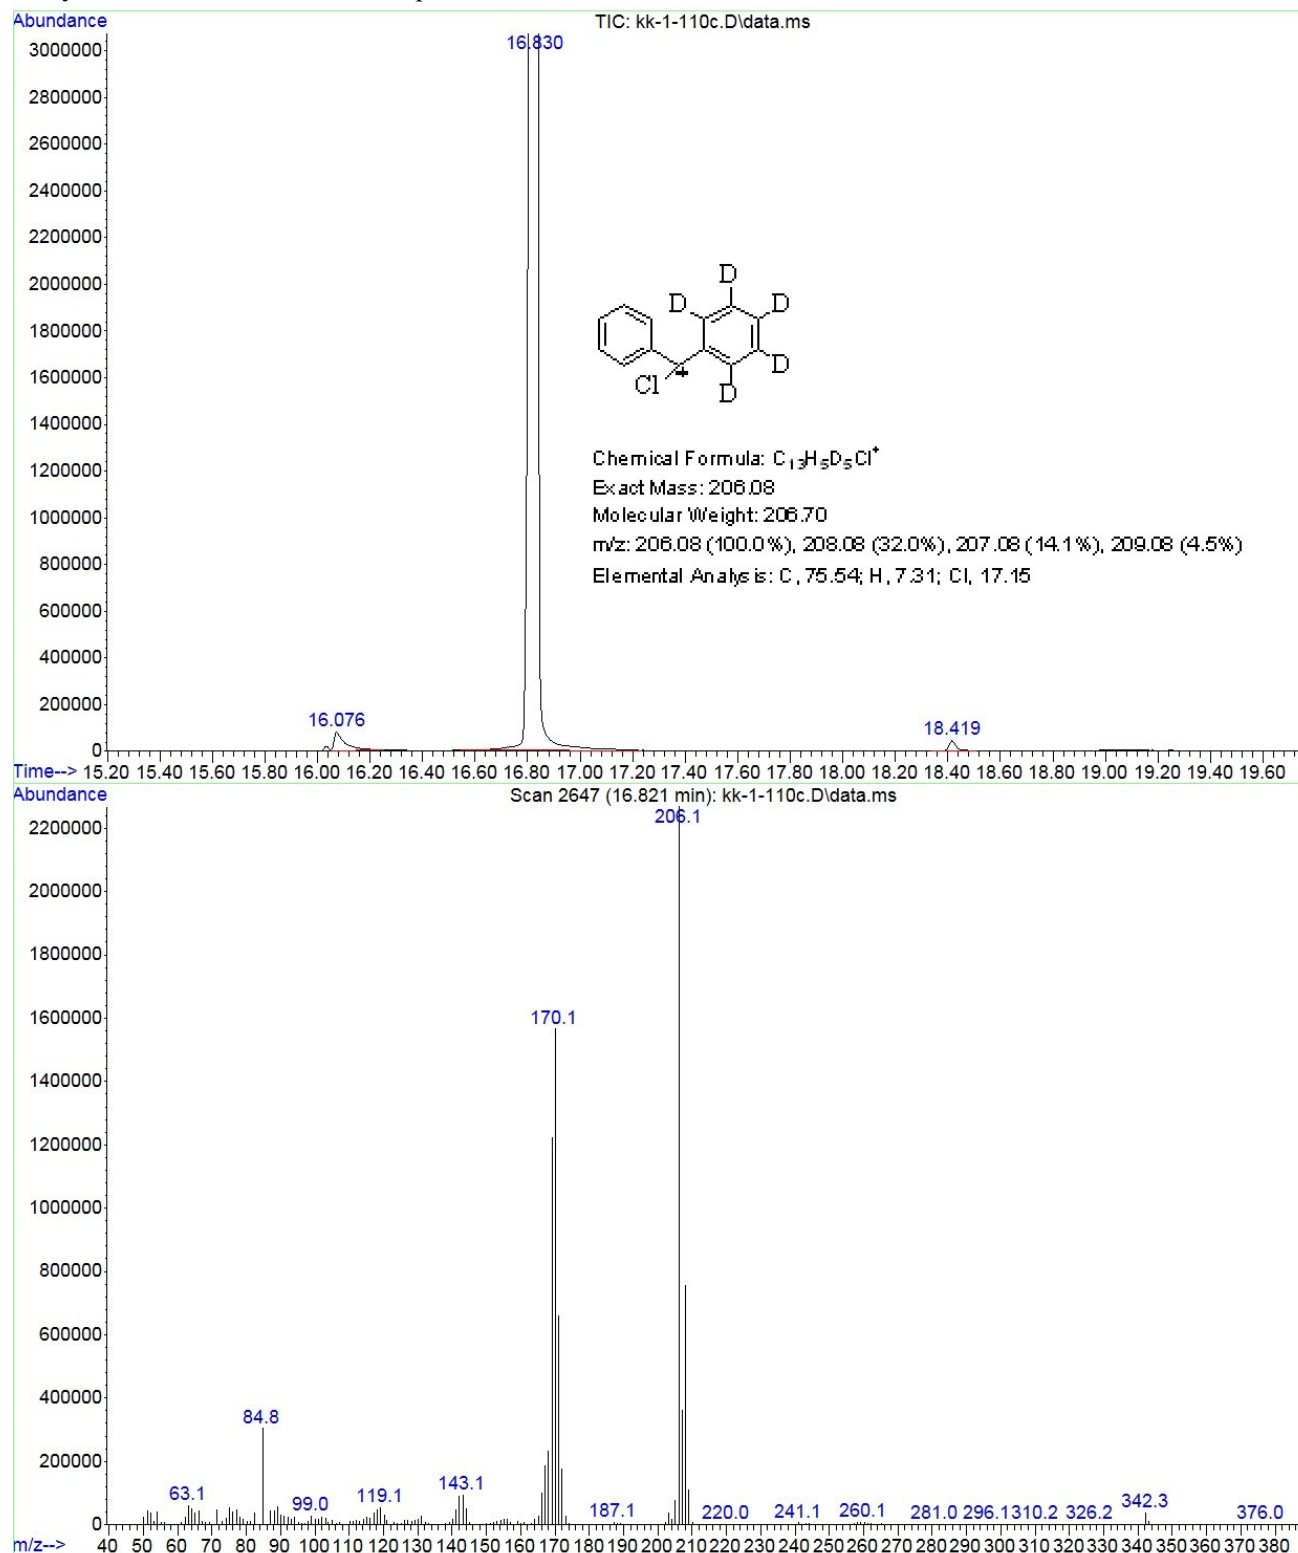 Abundance
TIC: kk-1-110c.D\data.ms
16.830
3000000
2800000
2600000
2400000
2200000
2000000
1800000
1600000
1400000
1200000
1000000
800000
600000
400000
200000
0
D
D D
D
Cl + D
Chemical Formula: C13H5D5Cl+
Exact Mass: 206.08
Molecular Weight: 206.70
m/z: 206.08 (100.0%), 208.08 (32.0%), 207.08 (14.1%), 209.08 (4.5%)
Elemental Analysis: C, 75.54; H, 7.31; Cl, 17.15
16.076
18.419
Time--> 15.20 15.40 15.60 15.80 16.00 16.20 16.40 16.60 16.80 17.00 17.20 17.40 17.60 17.80 18.00 18.20 18.40 18.60 18.80 19.00 19.20 19.40 19.60
Abundance
Scan 2647 (16.821 min): kk-1-110c.D\data.ms
206.1
2200000
2000000
1800000
1600000
1400000
1200000
1000000
800000
600000
400000
200000
0
170.1
84.8
63.1 99.0 119.1 143.1 187.1 220.0 241.1 260.1 281.0 296.1 310.2 326.2 342.3 376.0
m/z--> 40 50 60 70 80 90 100 110 120 130 140 150 160 170 180 190 200 210 220 230 240 250 260 270 280 290 300 310 320 330 340 350 360 370 380